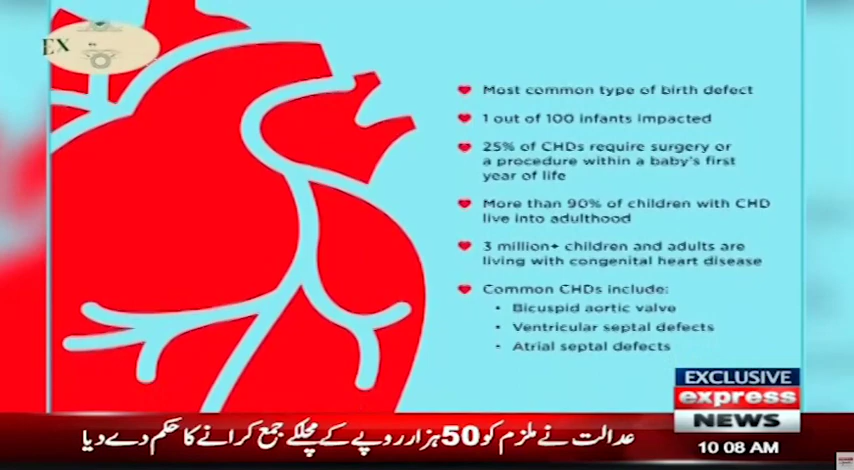 EX
Most common type of birth defect
1 out of 100 infants impacted
25% of CHDs require surgery or
a procedure within a baby's first
year of life
More than 90% of children with CHD
live into adulthood
3 million+ children and adults are
living with congenital heart disease
Common CHDs include:
• Bicuspid aortic valve
• Ventricular septal defects
• Atrial septal defects
EXCLUSIVE
express
NEWS
10 08 AM
عدالت نے ملزم کو 50 ہزار روپے کے مچلکے جمع کرانے کا حکم دے دیا